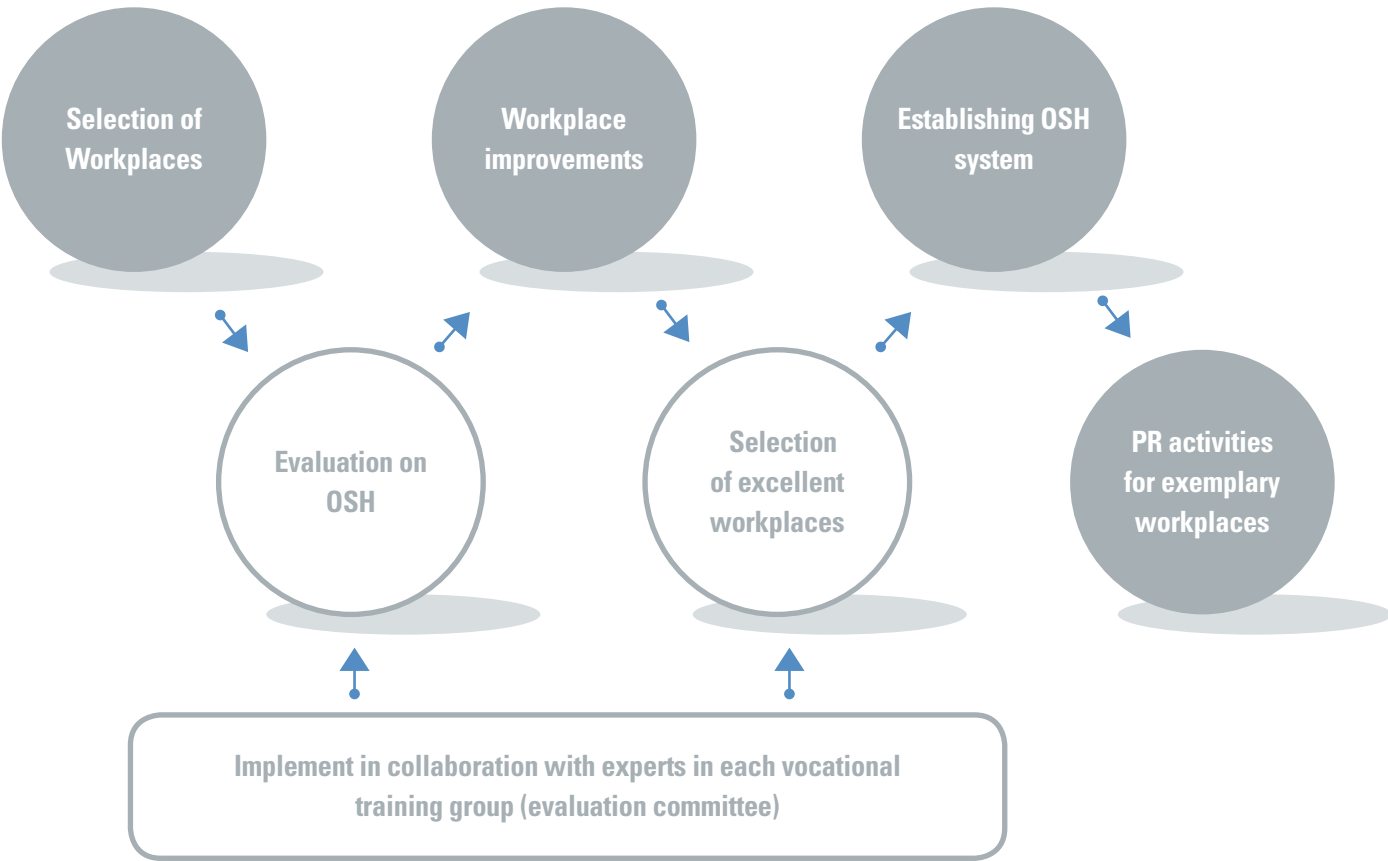 Selection of
Workplaces
Workplace
improvements
Establishing OSH
system
Evaluation on
OSH
Selection
of excellent
workplaces
PR activities
for exemplary
workplaces
Implement in collaboration with experts in each vocational
training group (evaluation committee)